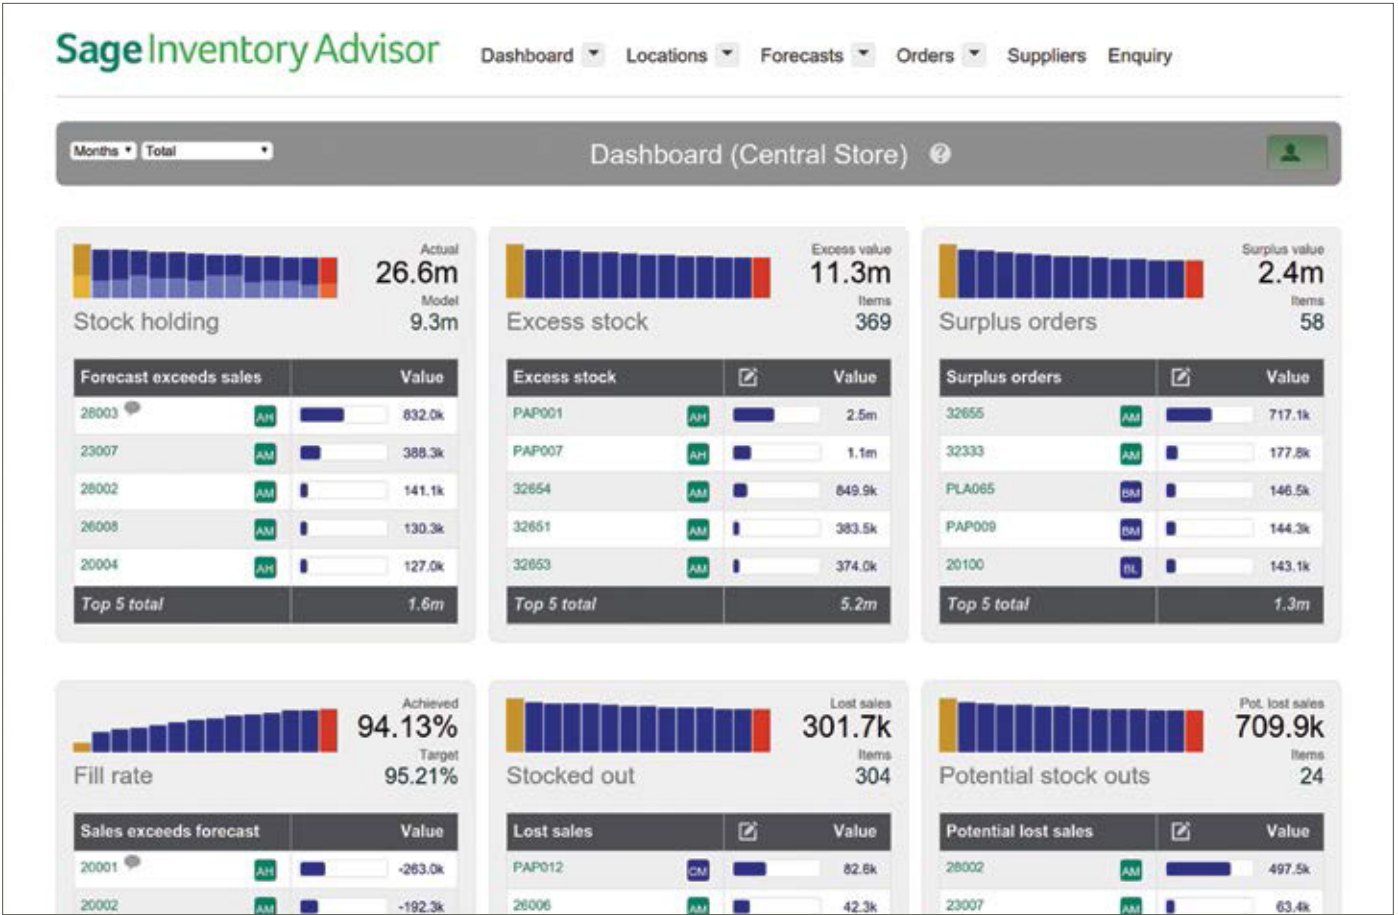 Sage Inventory Advisor Dashboard Locations Forecasts Orders Suppliers Enquiry
Months Total Dashboard (Central Store) ?
Actual
26.6m
Model
Stock holding 9.3m
Forecast exceeds sales Value
28003 AH 832.0k
23007 AM 388.3k
28002 AM 141.1k
26008 AM 130.3k
20004 AH 127.0k
Top 5 total 1.6m
Excess value
11.3m
Items
Excess stock 369
Excess stock Value
PAP001 AH 2.5m
PAP007 AH 1.1m
32654 AM 849.9k
32651 AM 383.5k
32653 AM 374.0k
Top 5 total 5.2m
Surplus value
2.4m
Items
Surplus orders 58
Surplus orders Value
32655 AM 717.1k
32333 AM 177.8k
PLA065 BM 146.5k
PAP009 BM 144.3k
20100 BL 143.1k
Top 5 total 1.3m
Achieved
94.13%
Target
Fill rate 95.21%
Sales exceeds forecast Value
20001 AH -263.0k
20002 AM -192.3k
Lost sales
301.7k
Items
Stocked out 304
Lost sales Value
PAP012 CM 82.6k
26006 AM 42.3k
Pot. lost sales
709.9k
Items
Potential stock outs 24
Potential lost sales Value
28002 AM 497.5k
23007 AM 63.4k